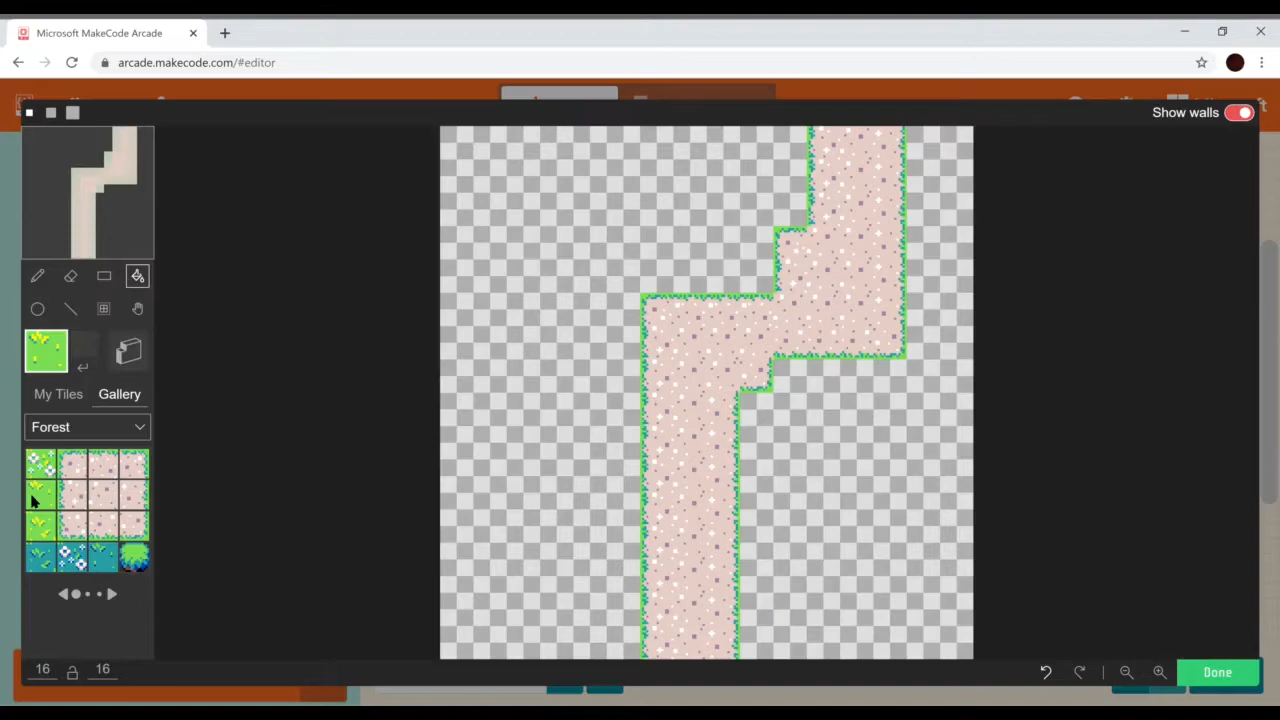 Microsoft MakeCode Arcade
arcade.makecode.com/#editor
Show walls
My Tiles
Gallery
Forest
16
16
Done